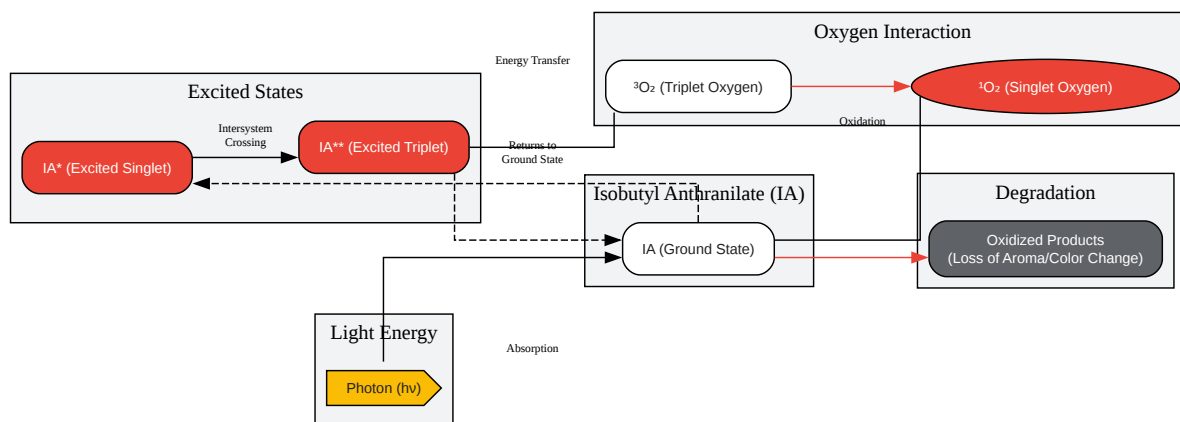 Oxygen Interaction
Energy Transfer
³O₂ (Triplet Oxygen)
¹O₂ (Singlet Oxygen)
Oxidation
Excited States
Intersystem
Crossing
IA* (Excited Singlet)
IA** (Excited Triplet)
Returns to
Ground State
Isobutyl Anthranilate (IA)
IA (Ground State)
Degradation
Oxidized Products
(Loss of Aroma/Color Change)
Light Energy
Absorption
Photon (hν)